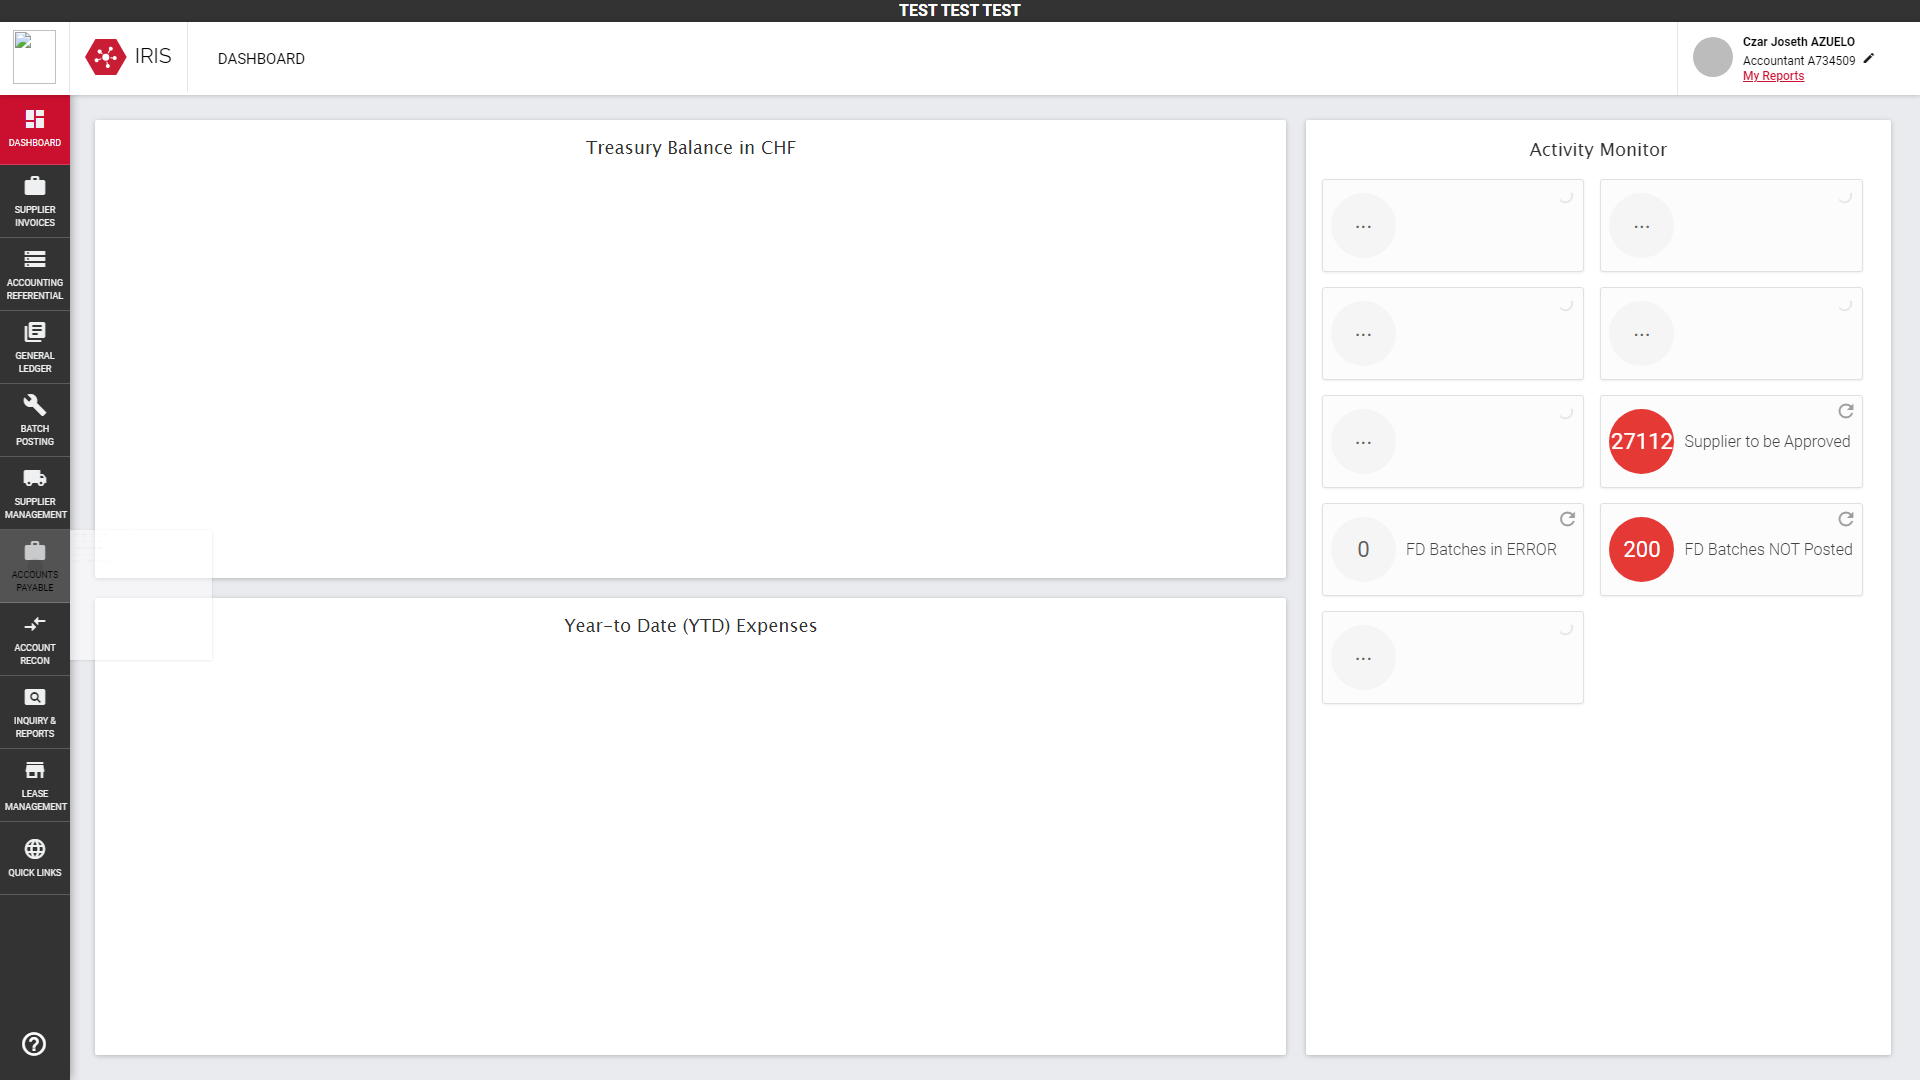 TEST TEST TEST
IRIS
DASHBOARD
Czar Joseth AZUELO
Accountant A734509
My Reports
DASHBOARD
SUPPLIER
INVOICES
ACCOUNTING
REFERENTIAL
GENERAL
LEDGER
BATCH
POSTING
SUPPLIER
MANAGEMENT
ACCOUNTS
PAYABLE
ACCOUNT
RECON
INQUIRY &
REPORTS
LEASE
MANAGEMENT
QUICK LINKS
Treasury Balance in CHF
Year-to Date (YTD) Expenses
Activity Monitor
...
...
...
...
...
27112 Supplier to be Approved
0 FD Batches in ERROR
200 FD Batches NOT Posted
...